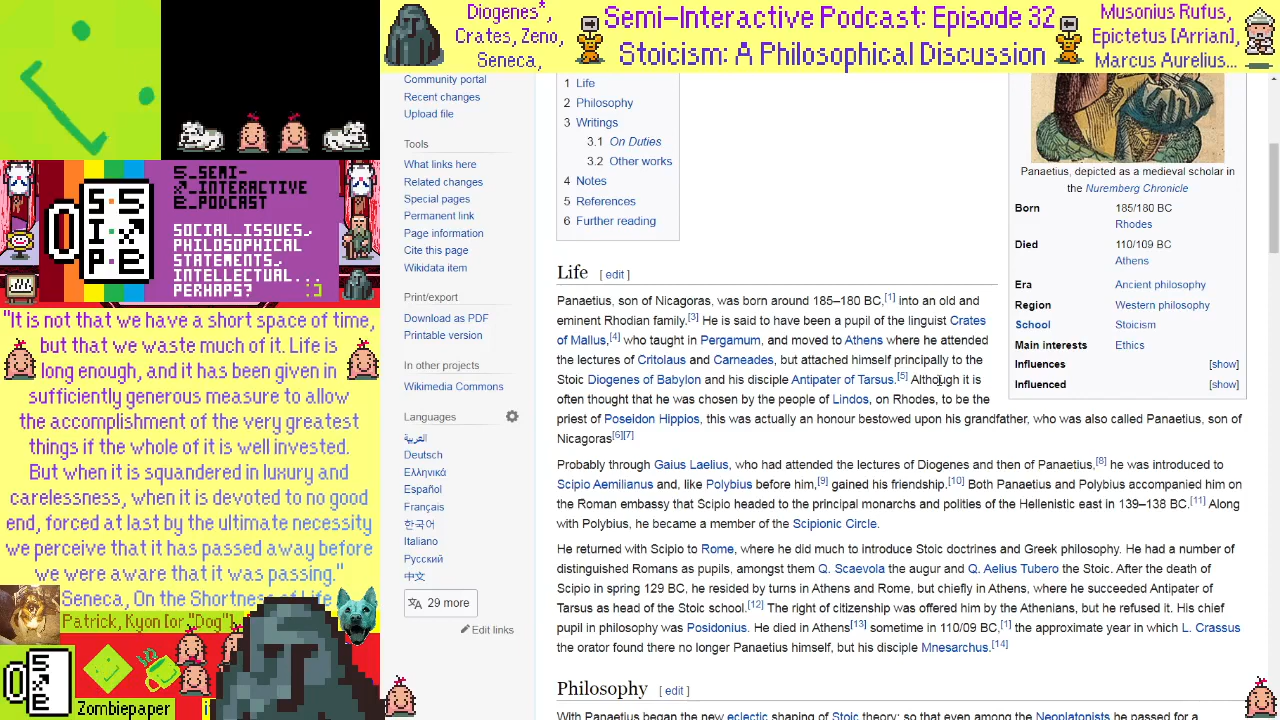 Diogenes*,
Crates, Zeno,
Seneca,
Semi-Interactive Podcast: Episode 32
Stoicism: A Philosophical Discussion
Musonius Rufus,
Epictetus [Arrian],
Marcus Aurelius...
S_SEMI-
_INTERACTIVE
_PODCAST
SOCIAL_ISSUES,
PHILOSOPHICAL
STATEMENTS,
INTELLECTUAL...
PERHAPS?
"It is not that we have a short space of time,
but that we waste much of it. Life is
long enough, and it has been given in
sufficiently generous measure to allow
the accomplishment of the very greatest
things if the whole of it is well invested.
But when it is squandered in luxury and
carelessness, when it is devoted to no good
end, forced at last by the ultimate necessity
we perceive that it has passed away before
we were aware that it was passing."
Seneca, On the Shortness of Life
Patrick, Kyon [or "Dog"]
Zombiepaper
Community portal
Recent changes
Upload file
Tools
What links here
Related changes
Special pages
Permanent link
Page information
Cite this page
Wikidata item
Print/export
Download as PDF
Printable version
In other projects
Wikimedia Commons
Languages
العربية
Deutsch
Ελληνικά
Español
Français
한국어
Italiano
Русский
中文
29 more
Edit links
1 Life
2 Philosophy
3 Writings
3.1 On Duties
3.2 Other works
4 Notes
5 References
6 Further reading
Life [ edit ]
Panaetius, son of Nicagoras, was born around 185–180 BC,[1] into an old and
eminent Rhodian family.[3] He is said to have been a pupil of the linguist Crates
of Mallus,[4] who taught in Pergamum, and moved to Athens where he attended
the lectures of Critolaus and Carneades, but attached himself principally to the
Stoic Diogenes of Babylon and his disciple Antipater of Tarsus.[5] Although it is
often thought that he was chosen by the people of Lindos, on Rhodes, to be the
priest of Poseidon Hippios, this was actually an honour bestowed upon his grandfather, who was also called Panaetius, son of
Nicagoras[6][7]
Probably through Gaius Laelius, who had attended the lectures of Diogenes and then of Panaetius,[8] he was introduced to
Scipio Aemilianus and, like Polybius before him,[9] gained his friendship.[10] Both Panaetius and Polybius accompanied him on
the Roman embassy that Scipio headed to the principal monarchs and polities of the Hellenistic east in 139–138 BC.[11] Along
with Polybius, he became a member of the Scipionic Circle.
He returned with Scipio to Rome, where he did much to introduce Stoic doctrines and Greek philosophy. He had a number of
distinguished Romans as pupils, amongst them Q. Scaevola the augur and Q. Aelius Tubero the Stoic. After the death of
Scipio in spring 129 BC, he resided by turns in Athens and Rome, but chiefly in Athens, where he succeeded Antipater of
Tarsus as head of the Stoic school.[12] The right of citizenship was offered him by the Athenians, but he refused it. His chief
pupil in philosophy was Posidonius. He died in Athens[13] sometime in 110/09 BC,[1] the approximate year in which L. Crassus
the orator found there no longer Panaetius himself, but his disciple Mnesarchus.[14]
Philosophy [ edit ]
With Panaetius began the new eclectic shaping of Stoic theory; so that even among the Neoplatonists he passed for a
Panaetius, depicted as a medieval scholar in
the Nuremberg Chronicle
Born 185/180 BC
Rhodes
Died 110/109 BC
Athens
Era Ancient philosophy
Region Western philosophy
School Stoicism
Main interests Ethics
Influences [show]
Influenced [show]